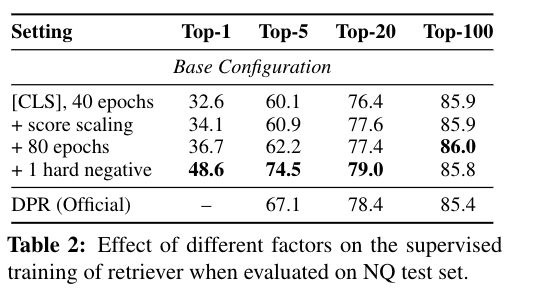 Setting Top-1 Top-5 Top-20 Top-100
Base Configuration
[CLS], 40 epochs 32.6 60.1 76.4 85.9
+ score scaling 34.1 60.9 77.6 85.9
+ 80 epochs 36.7 62.2 77.4 86.0
+ 1 hard negative 48.6 74.5 79.0 85.8
DPR (Official) – 67.1 78.4 85.4
Table 2: Effect of different factors on the supervised
training of retriever when evaluated on NQ test set.